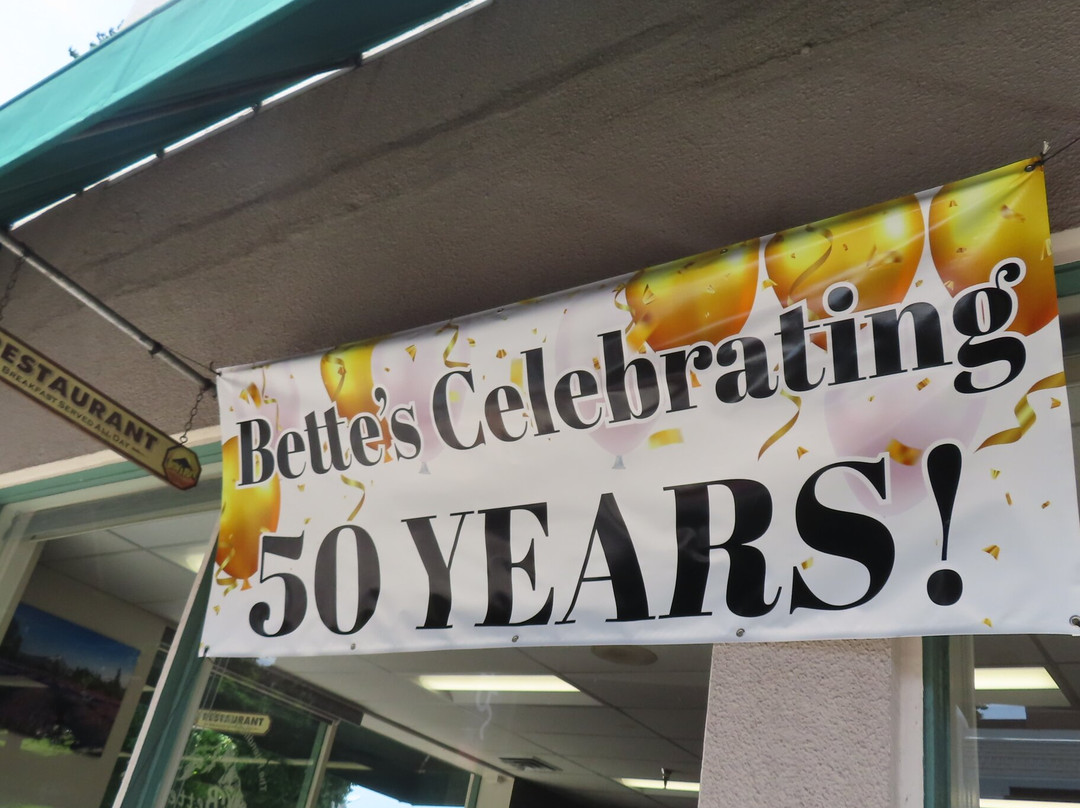 Bette's Celebrating
50 YEARS!
RESTAURANT
BREAKFAST SERVED ALL DAY
RESTAURANT